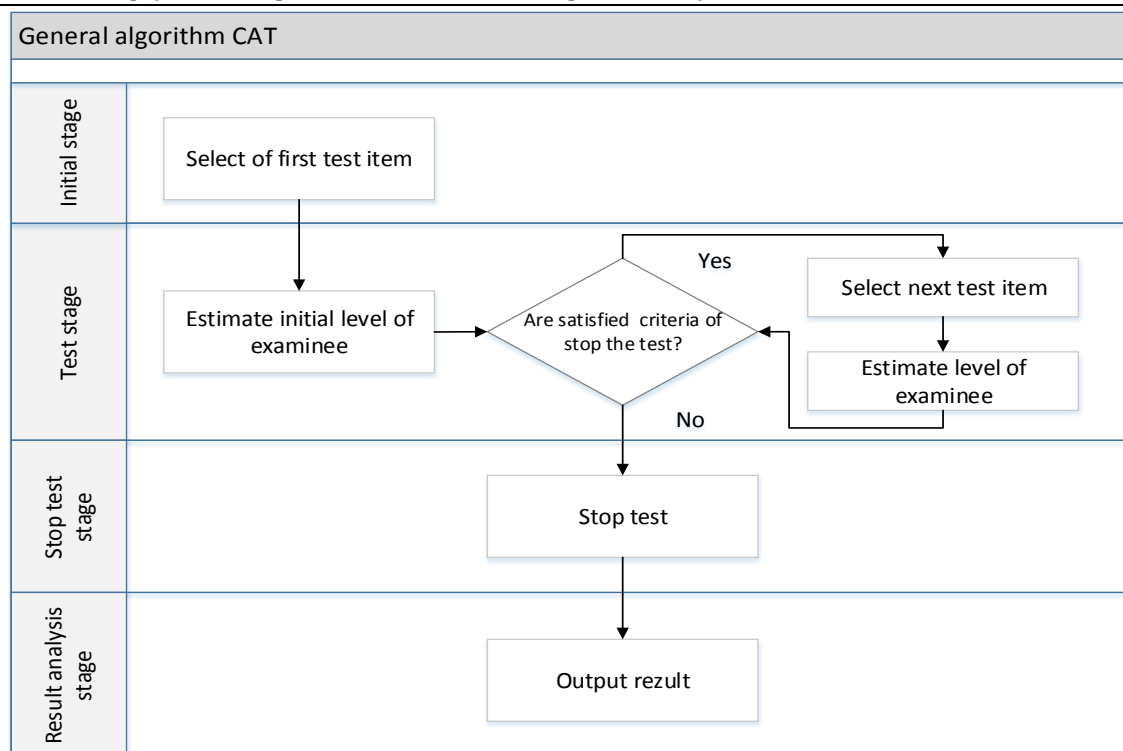 General algorithm CAT
Initial stage
Select of first test item
Test stage
Estimate initial level of
examinee
Are satisfied criteria of
stop the test?
Yes
No
Select next test item
Estimate level of
examinee
Stop test
stage
Stop test
Result analysis
stage
Output rezult